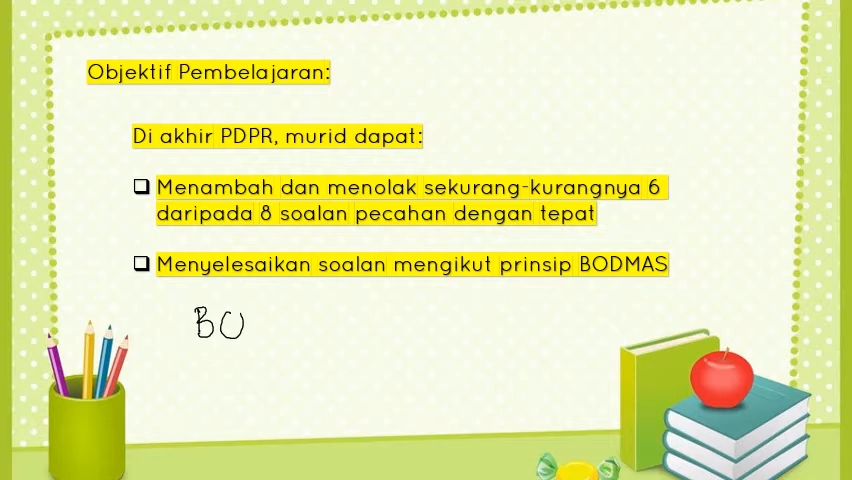 Objektif Pembelajaran:
Di akhir PDPR, murid dapat:
Menambah dan menolak sekurang-kurangnya 6
daripada 8 soalan pecahan dengan tepat
Menyelesaikan soalan mengikut prinsip BODMAS
BO